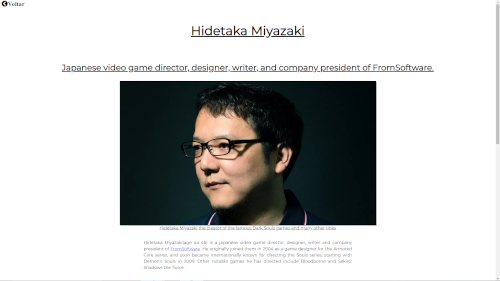 Voltar
Hidetaka Miyazaki
Japanese video game director, designer, writer, and company president of FromSoftware.
Hidetaka Miyazaki the creator of the famous Dark Souls games and many other titles
Hidetaka Miyazaki(age is a japanese video game director, designer, writer and company
president of FromSoftware. He originally joined them in 2004 as a game designer for the Armored
Core series, and soon became internationally known for directing the Souls series, starting with
Demon's Souls in 2009. Other notable games he has directed include Bloodborne and Sekiro:
Shadows Die Twice.